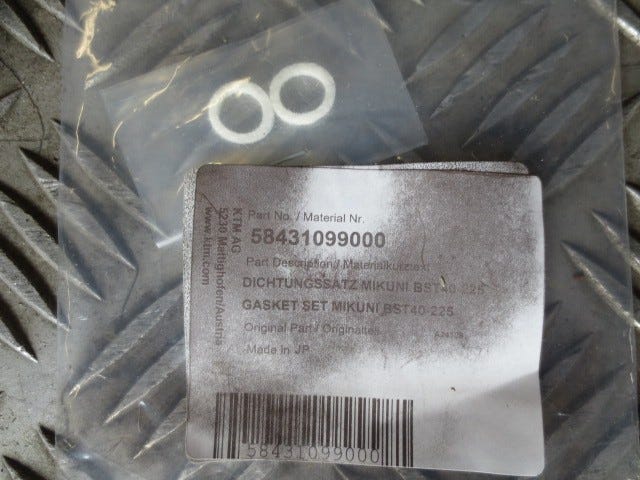 KTM AG
5230 Mattighofen/Austria
www.ktm.com
Part No. / Material Nr.
58431099000
Part Description / Materialkurztext
DICHTUNGSSATZ MIKUNI BST40-225
GASKET SET MIKUNI BST40-225
Original Part / Originalteil
Made in JP
58431099000